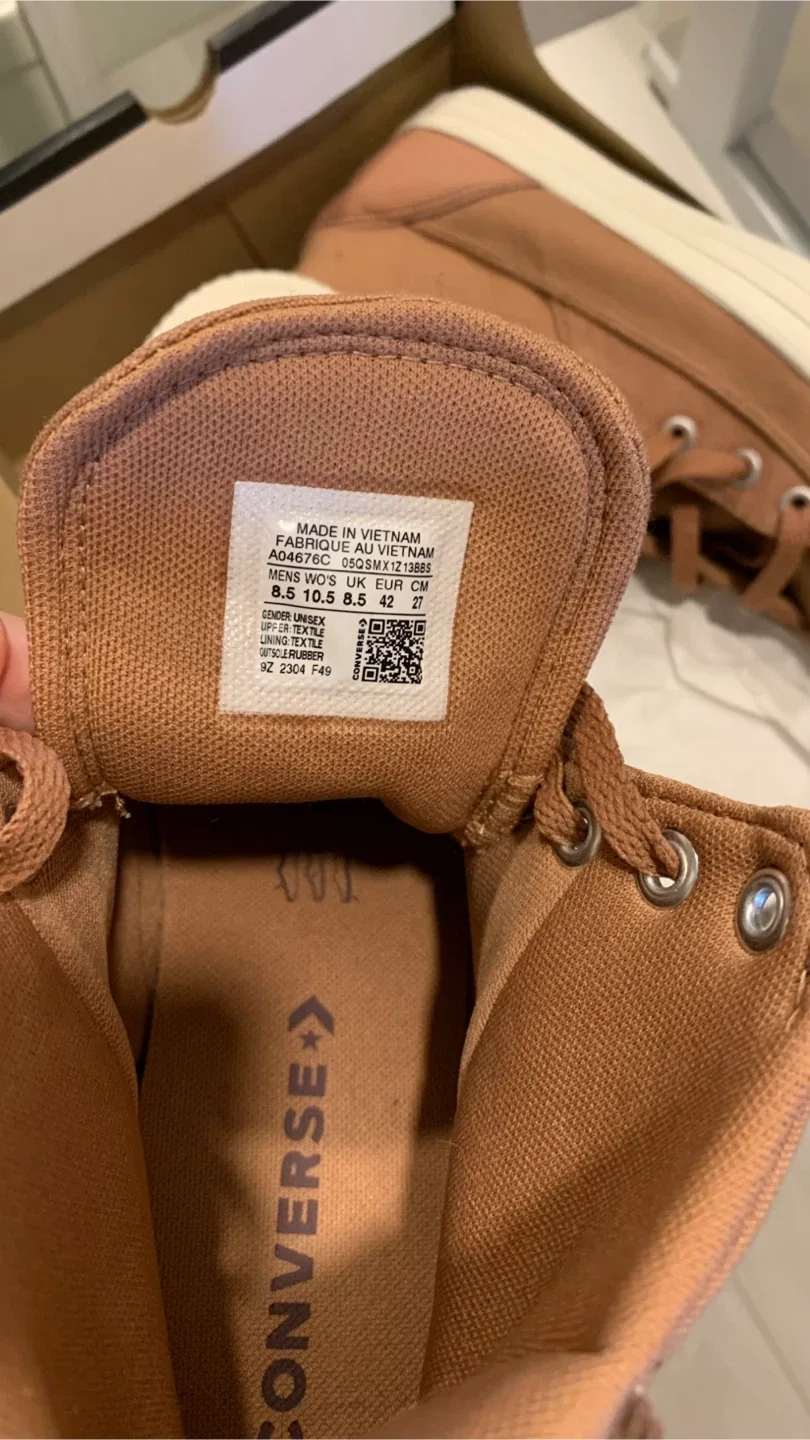 MADE IN VIETNAM
FABRIQUE AU VIETNAM
A04676C 05QSMX1Z13BBS
MENS WO'S UK EUR CM
8.5 10.5 8.5 42 27
GENDER: UNISEX
UPPER: TEXTILE
LINING: TEXTILE
OUTSOLE:RUBBER
9Z 2304 F49
CONVERSE
CONVERSE